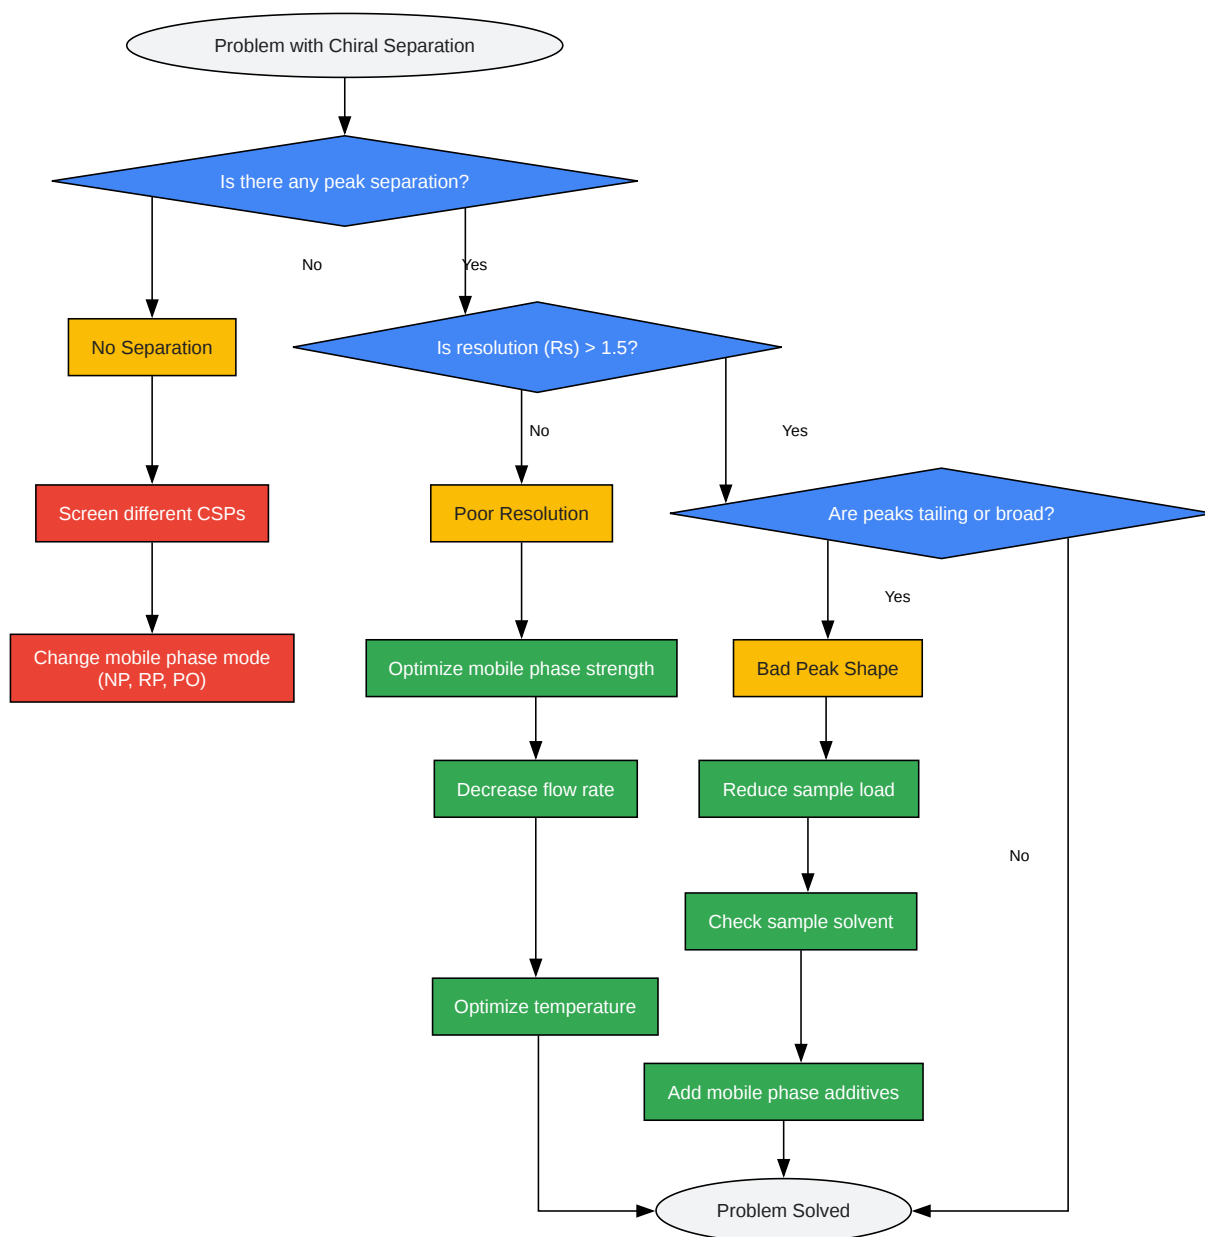 Problem with Chiral Separation
Is there any peak separation?
No
Yes
No Separation
Is resolution (Rs) > 1.5?
No
Yes
Screen different CSPs
Poor Resolution
Are peaks tailing or broad?
Yes
Change mobile phase mode
(NP, RP, PO)
Optimize mobile phase strength
Bad Peak Shape
Decrease flow rate
Reduce sample load
No
Check sample solvent
Optimize temperature
Add mobile phase additives
Problem Solved